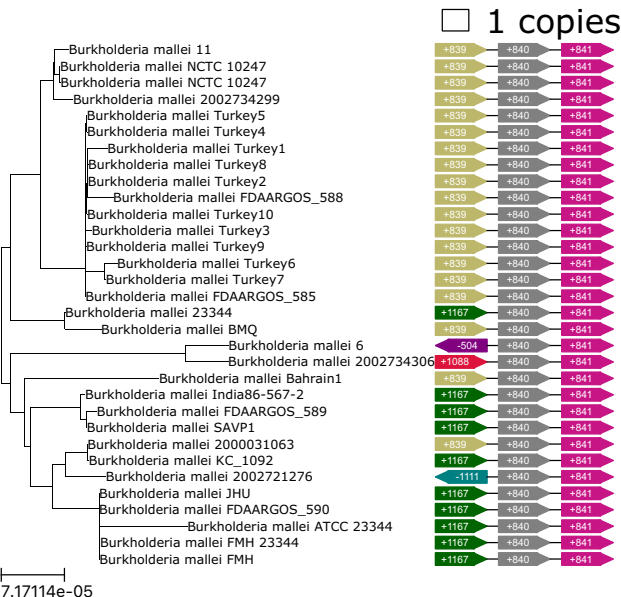 1 copies
Burkholderia mallei 11 +839 +840 +841
Burkholderia mallei NCTC 10247 +839 +840 +841
Burkholderia mallei NCTC 10247 +839 +840 +841
Burkholderia mallei 2002734299 +839 +840 +841
Burkholderia mallei Turkey5 +839 +840 +841
Burkholderia mallei Turkey4 +839 +840 +841
Burkholderia mallei Turkey1 +839 +840 +841
Burkholderia mallei Turkey8 +839 +840 +841
Burkholderia mallei Turkey2 +839 +840 +841
Burkholderia mallei FDAARGOS_588 +839 +840 +841
Burkholderia mallei Turkey10 +839 +840 +841
Burkholderia mallei Turkey3 +839 +840 +841
Burkholderia mallei Turkey9 +839 +840 +841
Burkholderia mallei Turkey6 +839 +840 +841
Burkholderia mallei Turkey7 +839 +840 +841
Burkholderia mallei FDAARGOS_585 +839 +840 +841
Burkholderia mallei 23344 +1167 +840 +841
Burkholderia mallei BMQ +839 +840 +841
Burkholderia mallei 6 -504 +840 +841
Burkholderia mallei 2002734306 +1088 +840 +841
Burkholderia mallei Bahrain1 +839 +840 +841
Burkholderia mallei India86-567-2 +1167 +840 +841
Burkholderia mallei FDAARGOS_589 +1167 +840 +841
Burkholderia mallei SAVP1 +1167 +840 +841
Burkholderia mallei 2000031063 +839 +840 +841
Burkholderia mallei KC_1092 +1167 +840 +841
Burkholderia mallei 2002721276 -1111 +840 +841
Burkholderia mallei JHU +1167 +840 +841
Burkholderia mallei FDAARGOS_590 +1167 +840 +841
Burkholderia mallei ATCC 23344 +1167 +840 +841
Burkholderia mallei FMH 23344 +1167 +840 +841
Burkholderia mallei FMH +1167 +840 +841
7.17114e-05